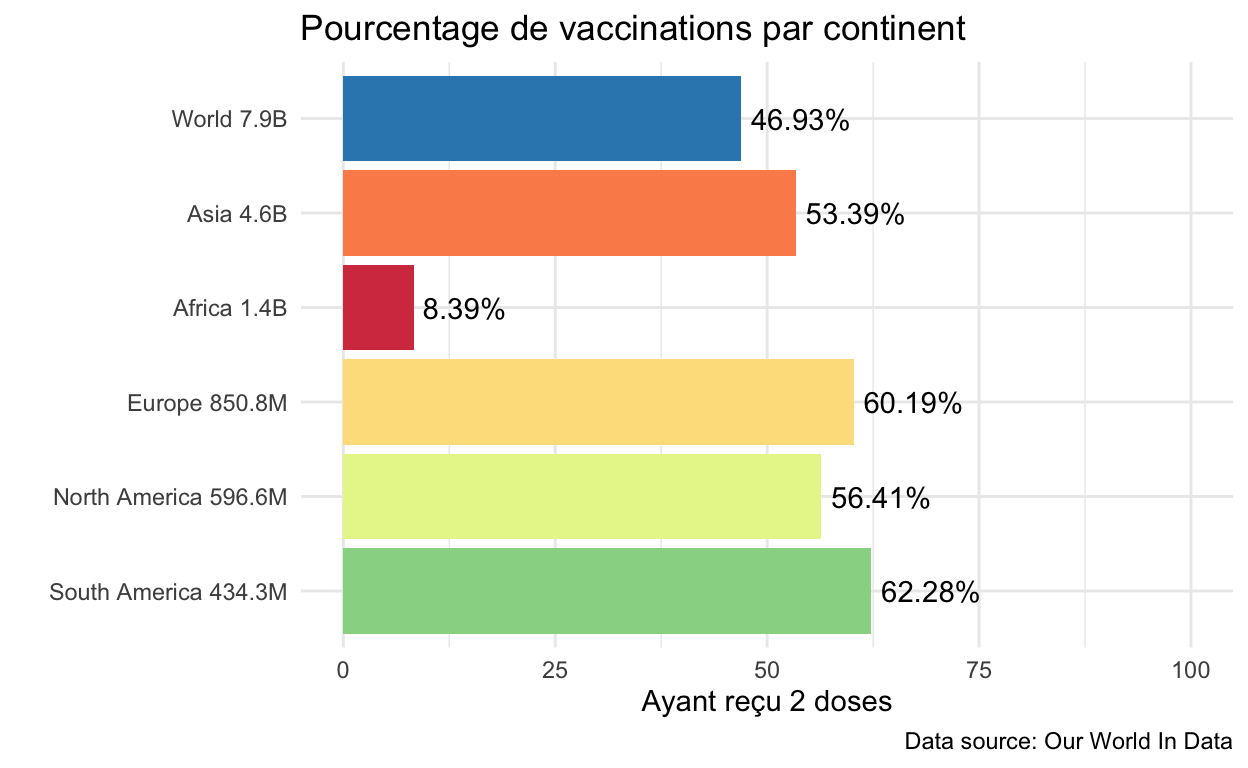 Pourcentage de vaccinations par continent
World 7.9B 46.93%
Asia 4.6B 53.39%
Africa 1.4B 8.39%
Europe 850.8M 60.19%
North America 596.6M 56.41%
South America 434.3M 62.28%
0 25 50 75 100
Ayant reçu 2 doses
Data source: Our World In Data